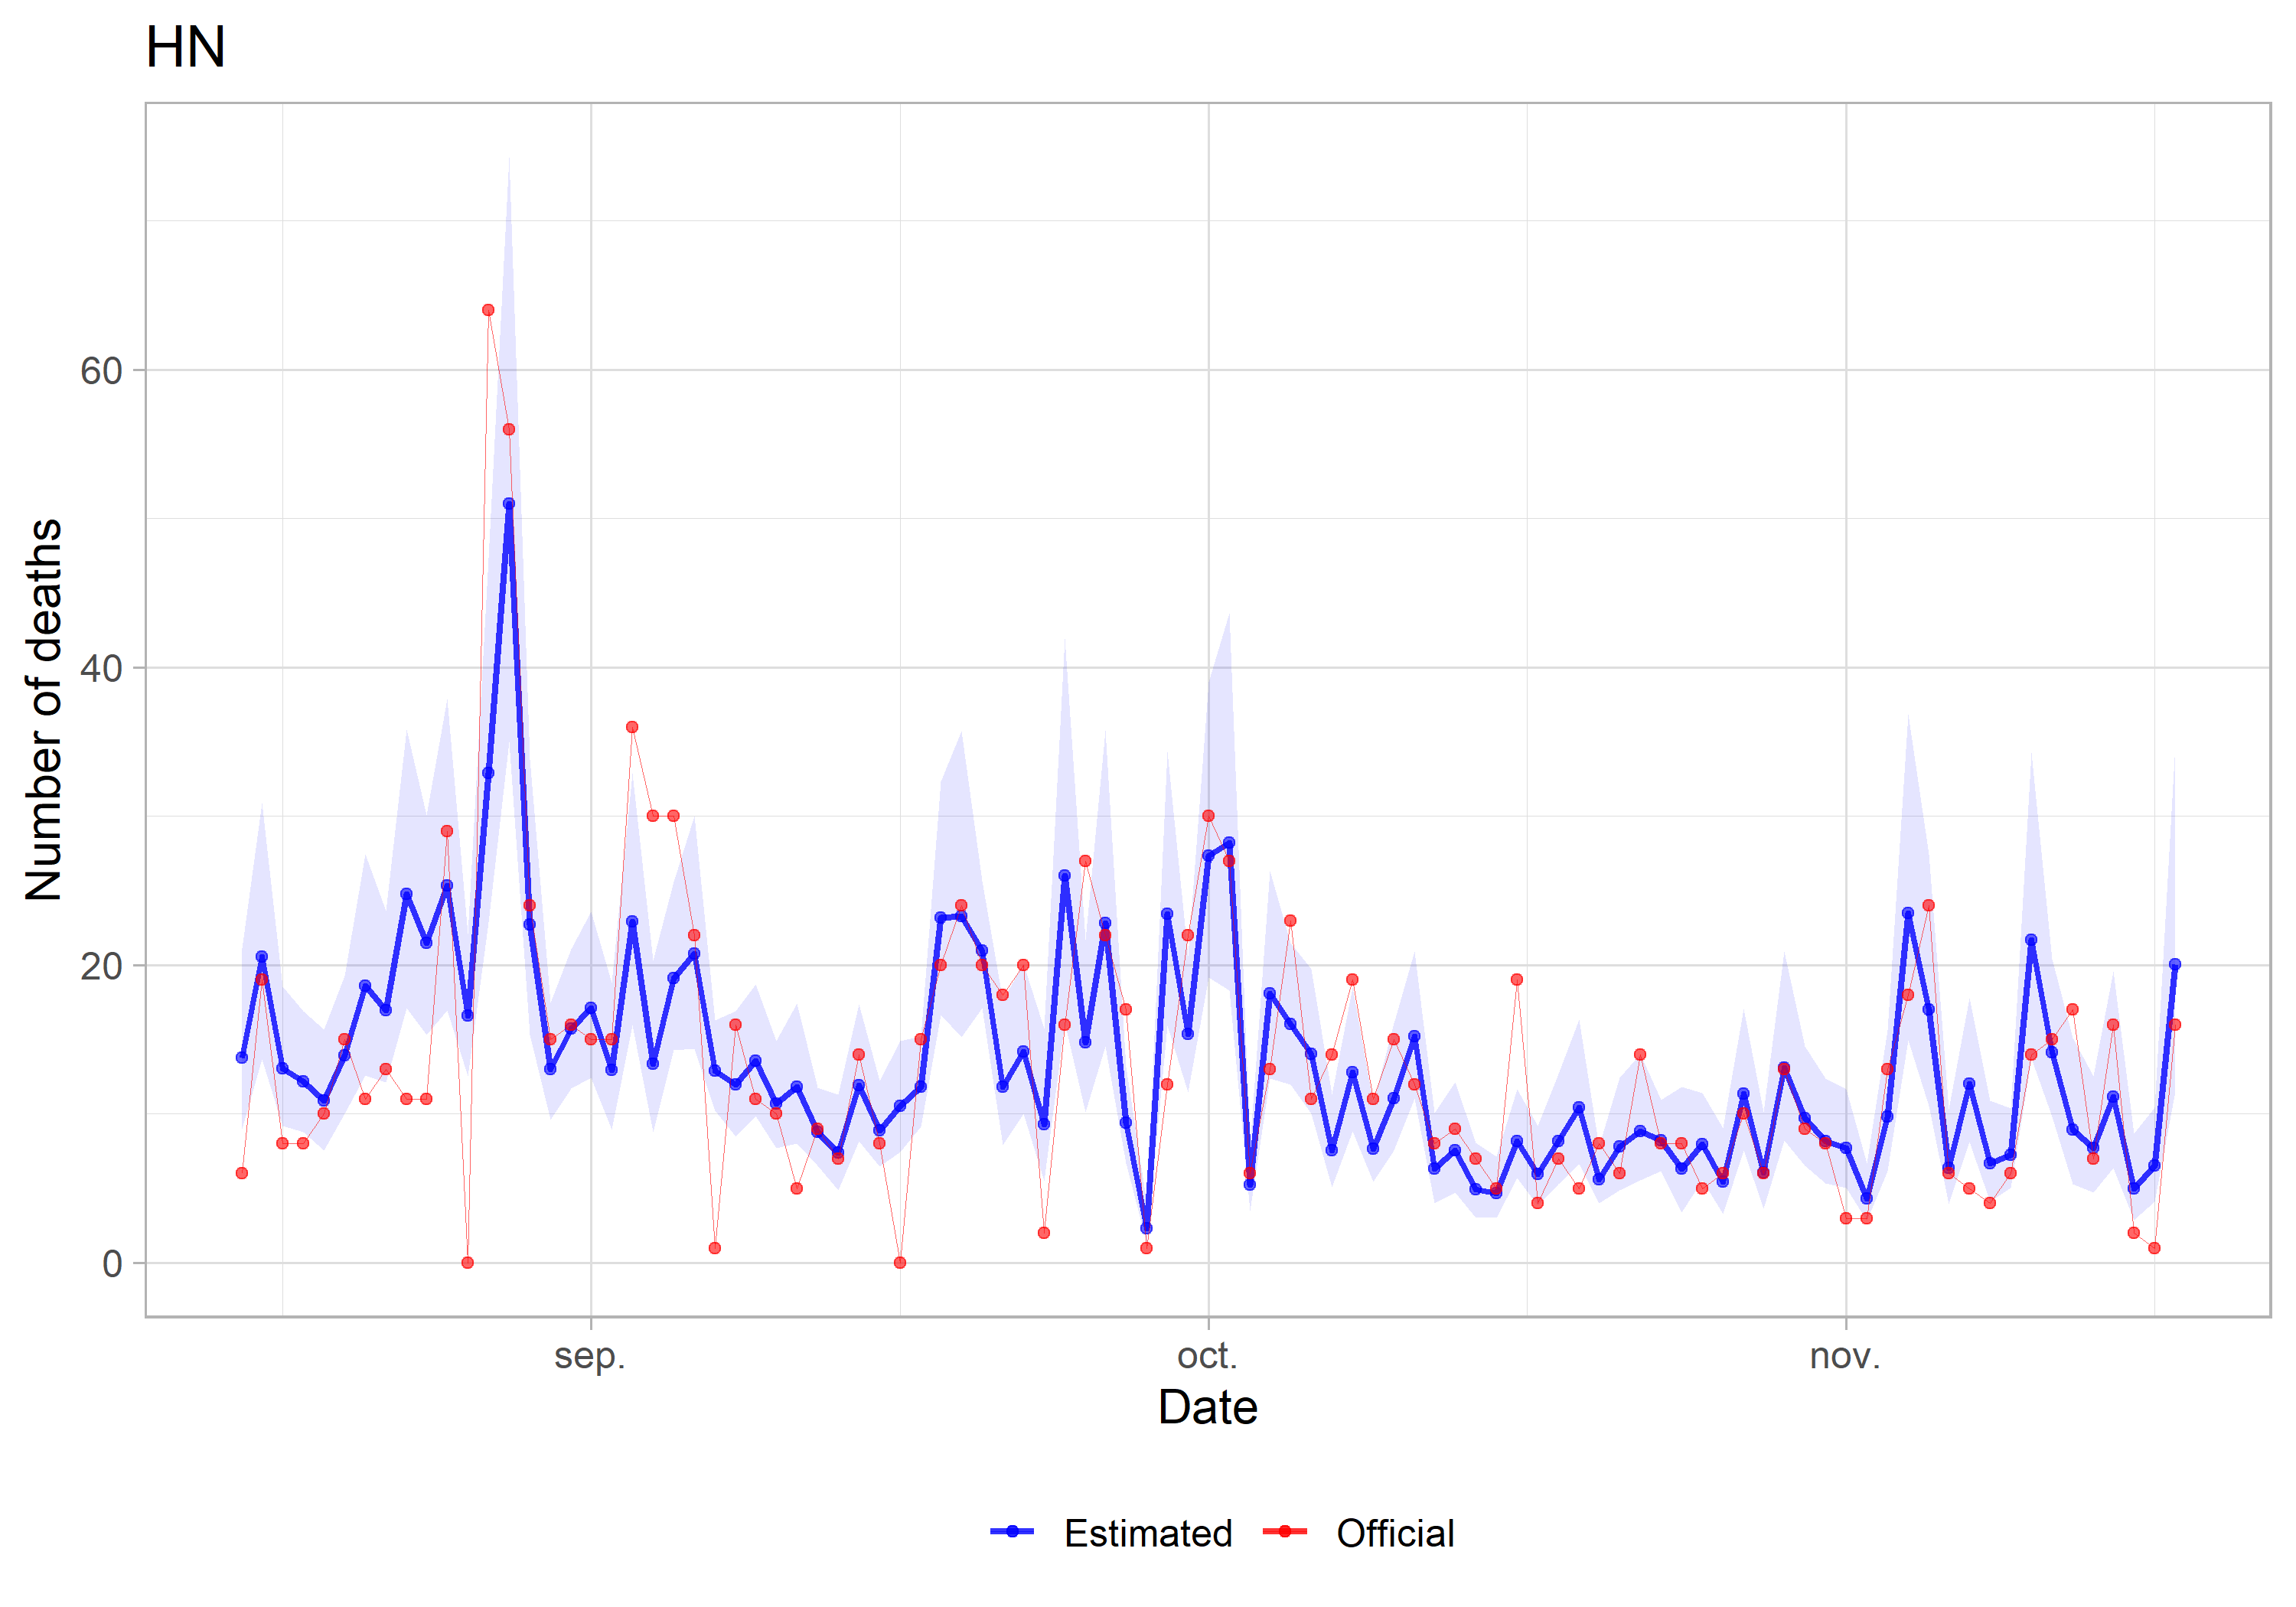 HN
Number of deaths
60
40
20
0
sep. oct. nov.
Date
Estimated Official